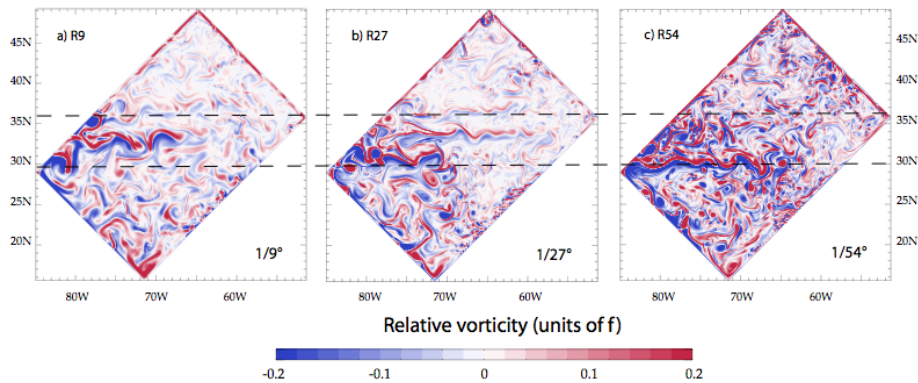 a) R9
b) R27
c) R54
45N
40N
35N
30N
25N
20N
45N
40N
35N
30N
25N
20N
1/9°
1/27°
1/54°
80W 70W 60W
80W 70W 60W
80W 70W 60W
Relative vorticity (units of f)
-0.2 -0.1 0 0.1 0.2